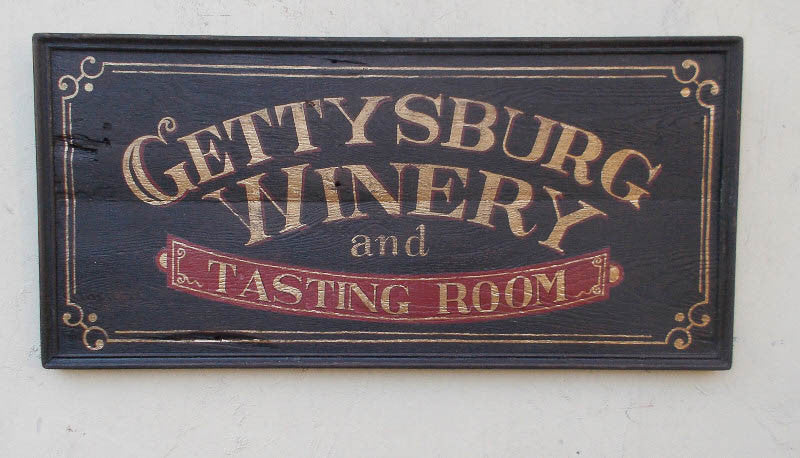 GETTYSBURG
WINERY
and
TASTING ROOM